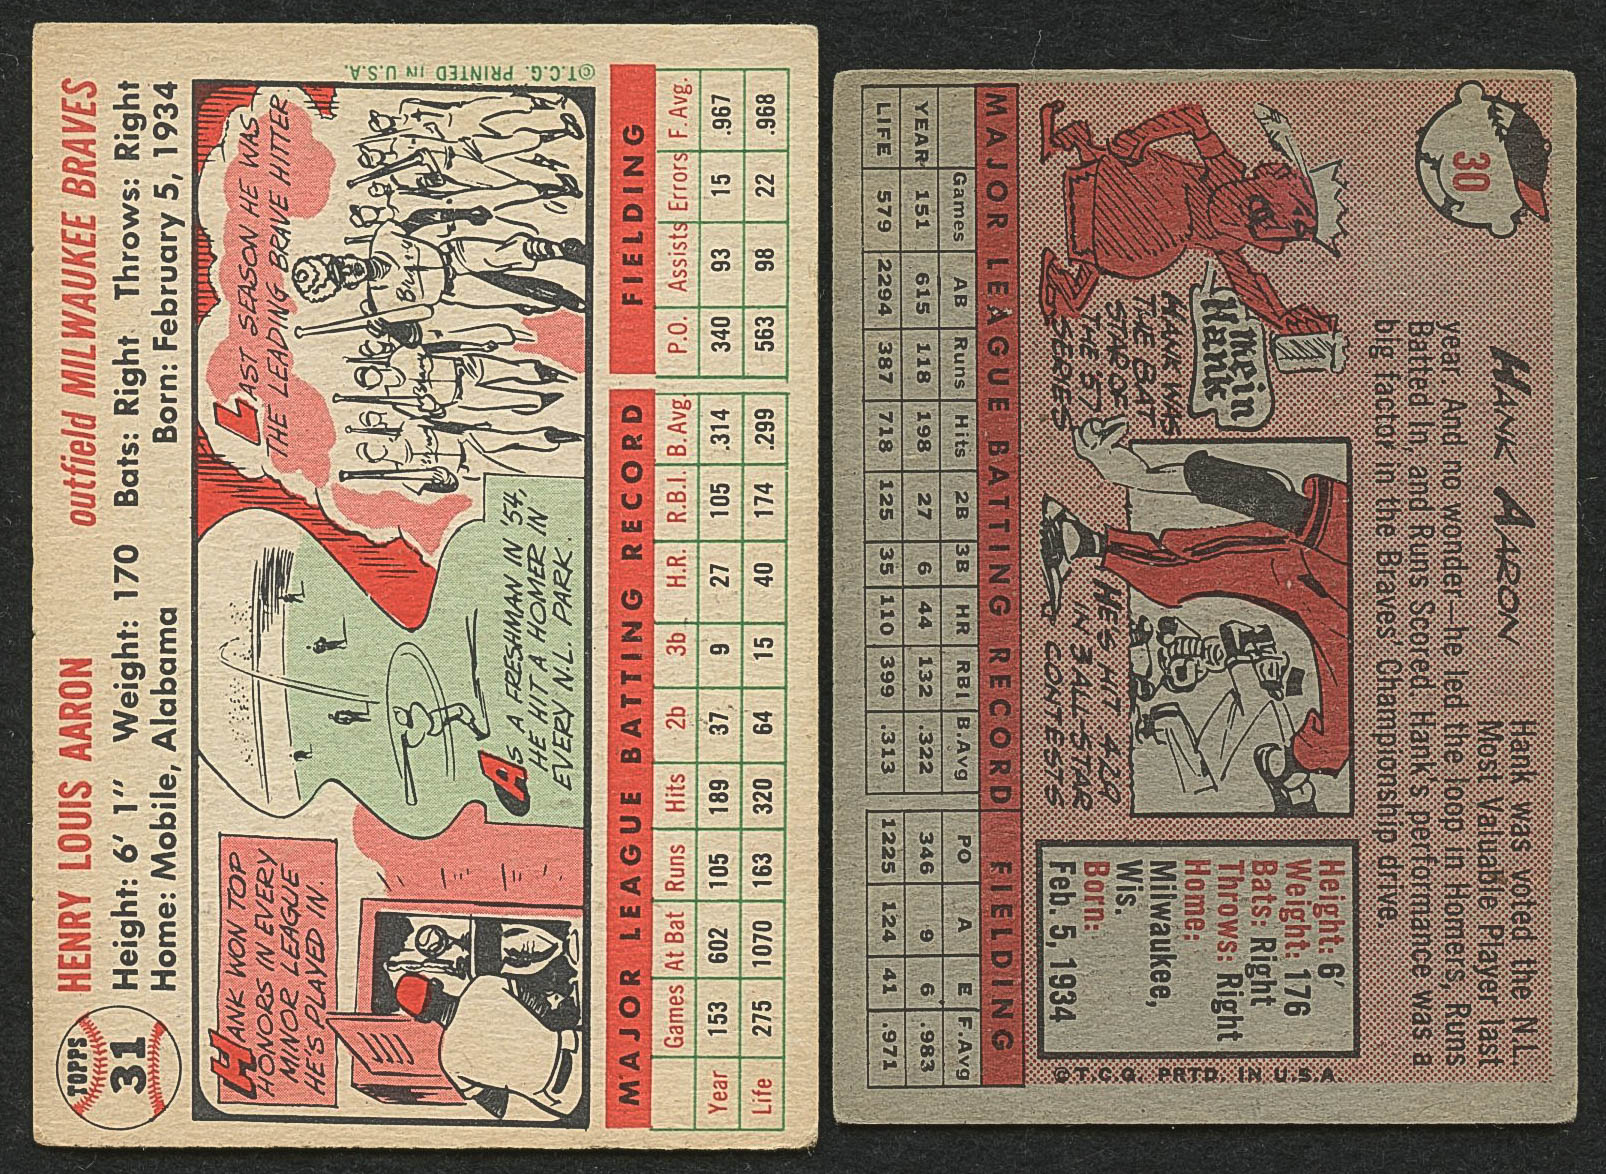 TOPPS
31
HENRY LOUIS AARON outfield MILWAUKEE BRAVES
Height: 6' 1" Weight: 170 Bats: Right Throws: Right
Home: Mobile, Alabama Born: February 5, 1934
HANK WON TOP
HONORS IN EVERY
MINOR LEAGUE
HE'S PLAYED IN.
AS A FRESHMAN IN '54,
HE HIT A HOMER IN
EVERY N.L. PARK.
LAST SEASON HE WAS
THE LEADING BRAVE HITTER
Braves
©T.C.G. PRINTED IN U.S.A.
MAJOR LEAGUE BATTING RECORD FIELDING
Games At Bat Runs Hits 2b 3b H.R. R.B.I. B.Avg P.O. Assists Errors F.Avg.
Year 153 602 105 189 37 9 27 105 .314 340 93 15 .967
Life 275 1070 163 320 64 15 40 174 .299 563 98 22 .968
30
HANK AARON
Hank was voted the N.L.
Most Valuable Player last
year. And no wonder—he led the loop in Homers, Runs
Batted In, and Runs Scored. Hank's performance was a
big factor in the Braves' Championship drive.
Mein
Hank
HANK WAS
THE BAT
STAR OF
THE '57
SERIES
HE'S HIT 4 FOR
IN 3 ALL-STAR
CONTESTS
Height: 6'
Weight: 176
Bats: Right
Throws: Right
Home:
Milwaukee,
Wis.
Born:
Feb. 5, 1934
©T.C.G. PRTD. IN U.S.A.
MAJOR LEAGUE BATTING RECORD FIELDING
Games AB Runs Hits 2B 3B HR RBI B.Avg PO A E F.Avg
YEAR 151 615 118 198 27 6 44 132 .322 346 9 6 .983
LIFE 579 2294 387 718 125 35 110 399 .313 1225 124 41 .971